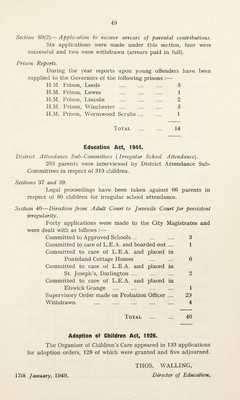 49
Section 80(2)—Application to recover arrears of parental contributions.
Six applications were made under this section, four were
successful and two were withdrawn (arrears paid in full).
Prison Reports.
During the year reports upon young offenders have been
supplied to the Governors of the following prisons :—
H.M. Prison, Leeds ... ... ... ... 5
H.M. Prison, Lewes ... ... ... ... 1
H.M. Prison, Lincoln ... ... ... ... 2
H.M. Prison, Winchester ... ... ... 5
H.M. Prison, Wormwood Scrubs ... ... 1
TOTAL ... ... 14
Education Act, 1944.
District Attendance Sub-Committees (Irregular School Attendance).
263 parents were interviewed by District Attendance Sub-
Committees in respect of 313 children.
Sections 37 and 39.
Legal proceedings have been taken against 66 parents in
respect of 80 children for irregular school attendance.
Section 40—Direction from Adult Court to Juvenile Court for persistent
irregularity.
Forty applications were made to the City Magistrates and
were dealt with as follows :—
Committed to Approved Schools ... ... ... 3
Committed to care of L.E.A. and boarded out ... 1
Committed to care of L.E.A. and placed in
Ponteland Cottage Homes ... ... 6
Committed to care of L.E.A. and placed in
St. Joseph's, Darlington ... ... ... 2
Committed to care of L.E.A. and placed in
Elswick Grange ... ... ... ... 1
Supervisory Order made on Probation Officer ... 23
Withdrawn ... ... ... ... ... 4
TOTAL ... ... 40
Adoption of Children Act, 1926.
The Organiser of Children's Care appeared in 133 applications
for adoption orders, 128 of which were granted and five adjourned.
THOS. WALLING,
17th January, 1949. Director of Education,